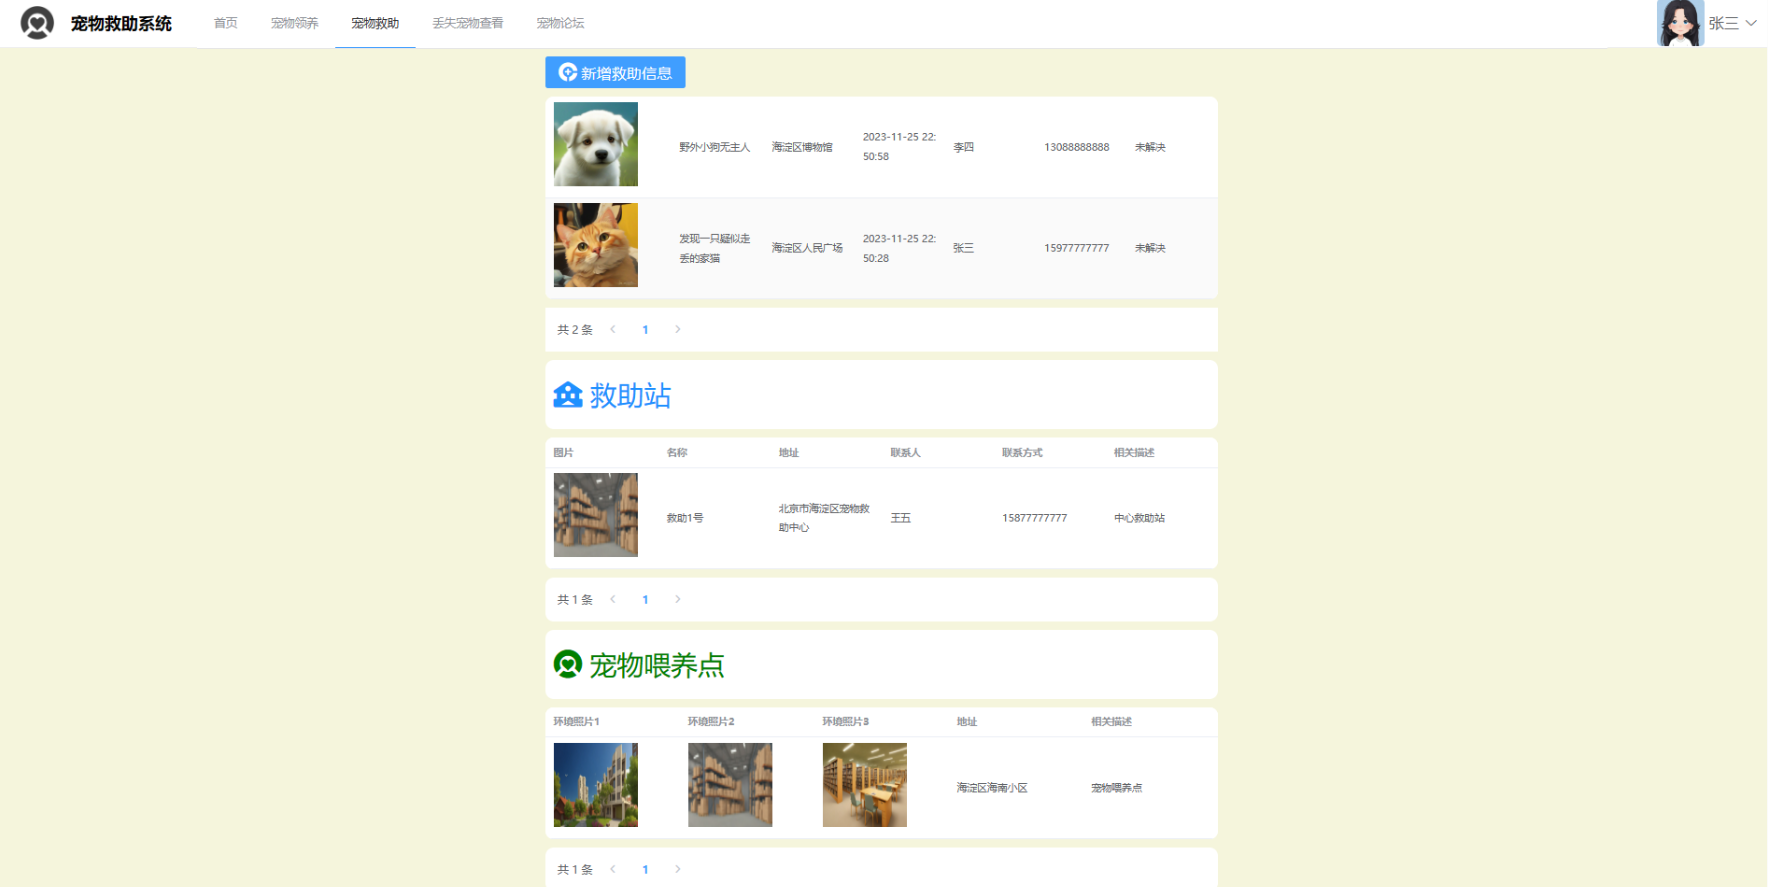 宠物救助系统 首页 宠物领养 宠物救助 丢失宠物查看 宠物论坛 张三
新增救助信息
野外小狗无主人 海淀区博物馆 2023-11-25 22:50:58 李四 13088888888 未解决
发现一只疑似走丢的家猫 海淀区人民广场 2023-11-25 22:50:28 张三 15977777777 未解决
共 2 条 1
救助站
图片 名称 地址 联系人 联系方式 相关描述
救助1号 北京市海淀区宠物救助中心 王五 15877777777 中心救助站
共 1 条 1
宠物喂养点
环境照片1 环境照片2 环境照片3 地址 相关描述
海淀区海南小区 宠物喂养点
共 1 条 1